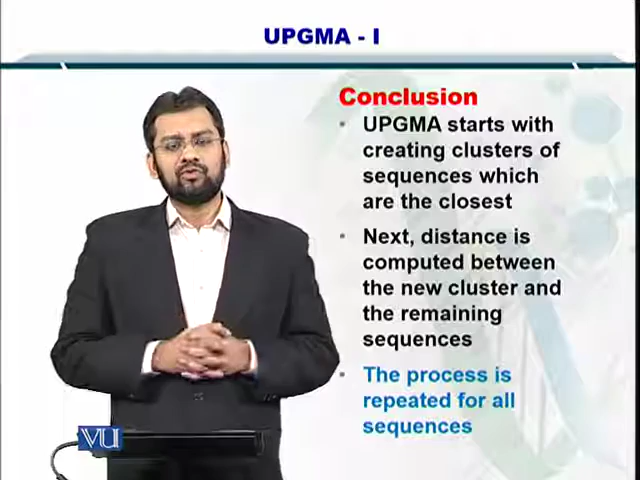 UPGMA - I
Conclusion
• UPGMA starts with
creating clusters of
sequences which
are the closest
• Next, distance is
computed between
the new cluster and
the remaining
sequences
• The process is
repeated for all
sequences
VU